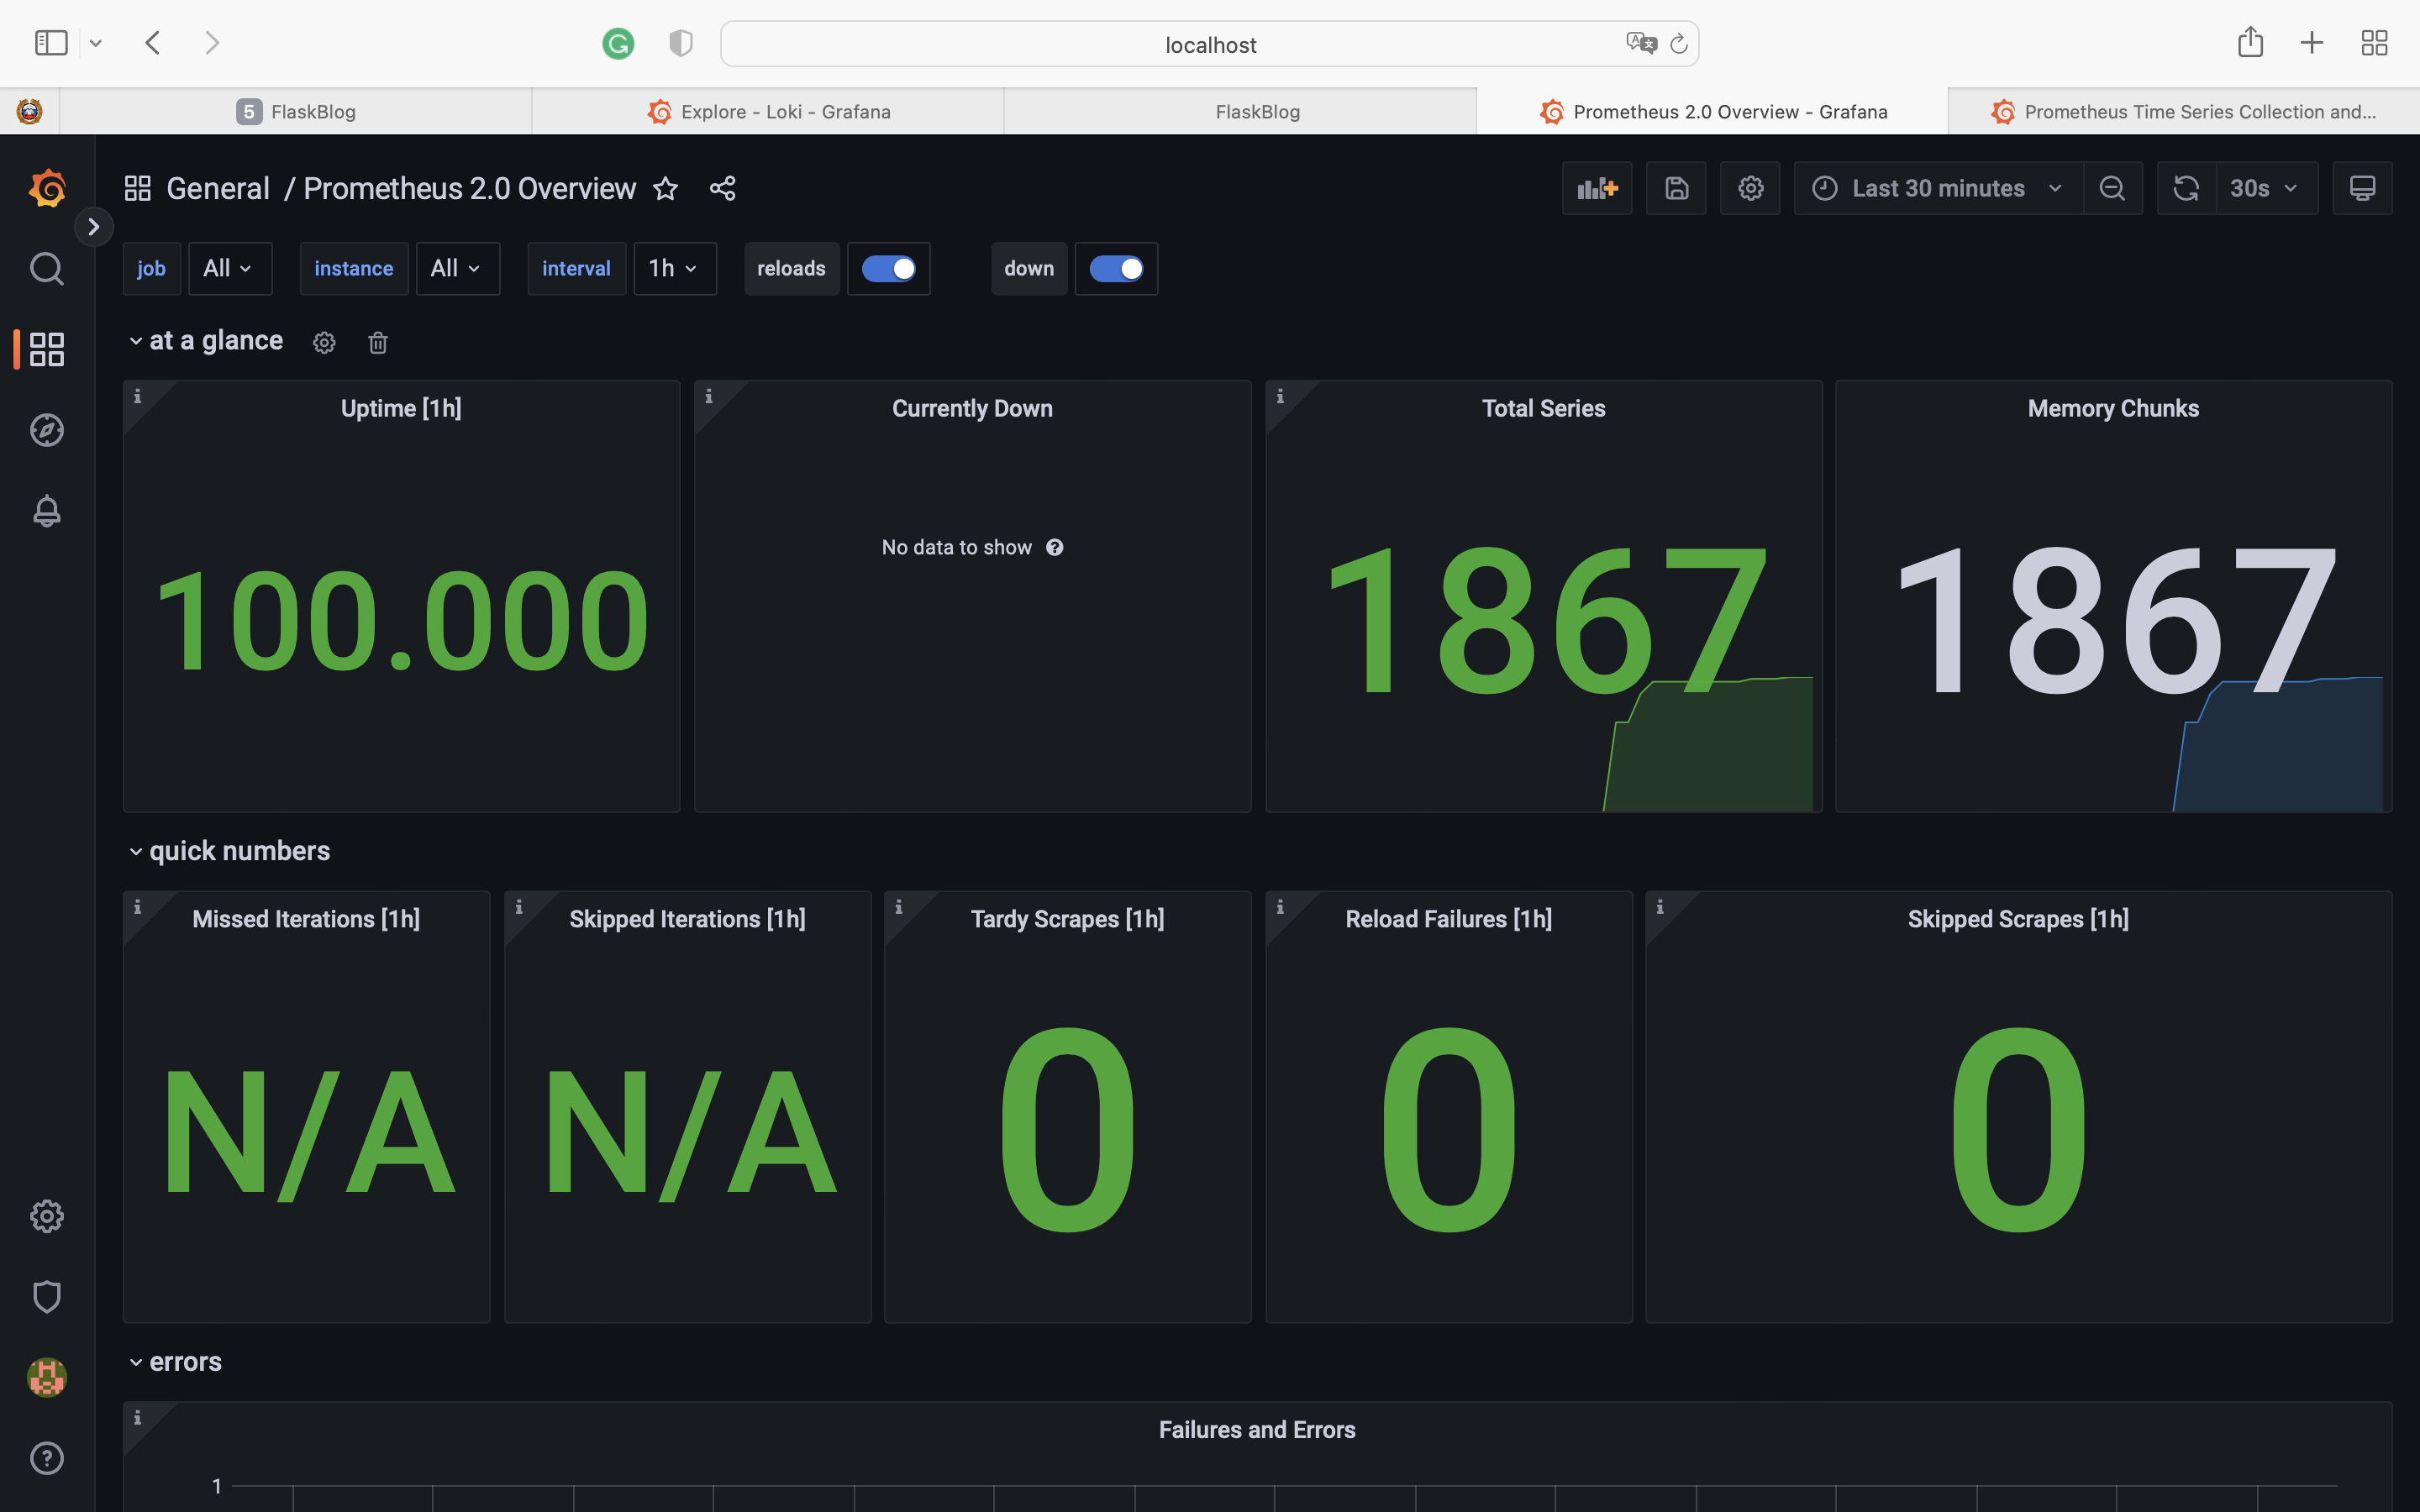 localhost
5 FlaskBlog
Explore - Loki - Grafana
FlaskBlog
Prometheus 2.0 Overview - Grafana
Prometheus Time Series Collection and...
General / Prometheus 2.0 Overview
Last 30 minutes
30s
job All
instance All
interval 1h
reloads
down
at a glance
Uptime [1h]
Currently Down
Total Series
Memory Chunks
100.000
No data to show
1867
1867
quick numbers
Missed Iterations [1h]
Skipped Iterations [1h]
Tardy Scrapes [1h]
Reload Failures [1h]
Skipped Scrapes [1h]
N/A
N/A
0
0
0
errors
Failures and Errors
1